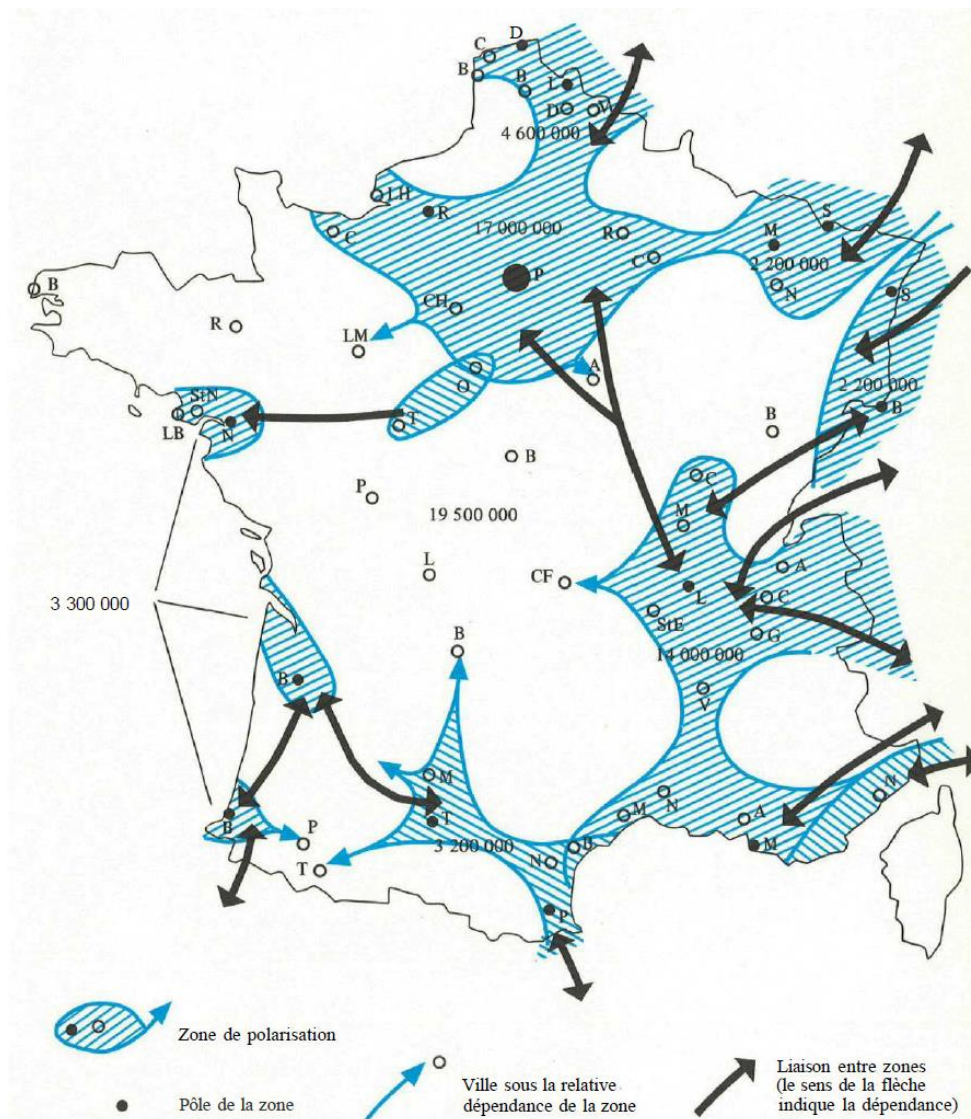 D
C
B
B
L
D
V
4 600 000
LH
R
17 000 000
C
R
C
P
CH
M
S
2 200 000
N
S
B
R
LM
O
A
2 200 000
B
StN
LB
N
T
B
B
P
19 500 000
C
M
L
CF
A
C
L
StE
G
14 000 000
3 300 000
B
B
V
M
T
3 200 000
N
B
M
N
A
M
N
B
P
T
P
Zone de polarisation
Pôle de la zone
Ville sous la relative
dépendance de la zone
Liaison entre zones
(le sens de la flèche
indique la dépendance)